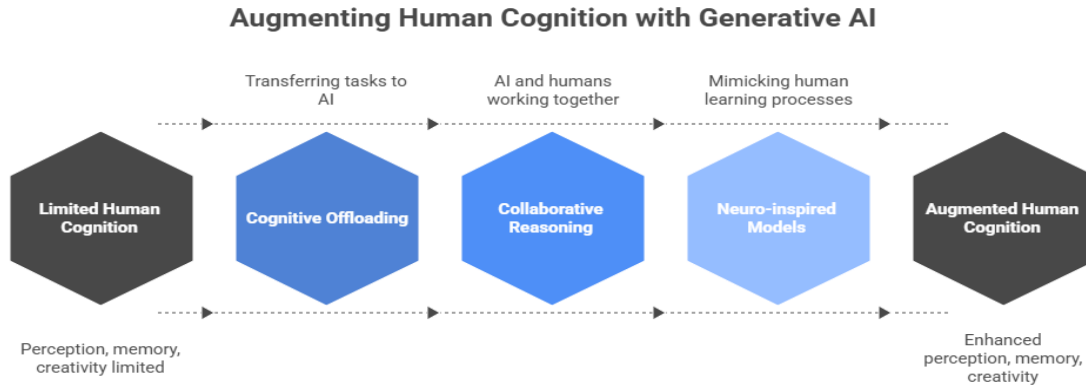 Augmenting Human Cognition with Generative AI
Transferring tasks to
AI
AI and humans
working together
Mimicking human
learning processes
Limited Human
Cognition
Cognitive Offloading
Collaborative
Reasoning
Neuro-inspired
Models
Augmented Human
Cognition
Perception, memory,
creativity limited
Enhanced
perception, memory,
creativity